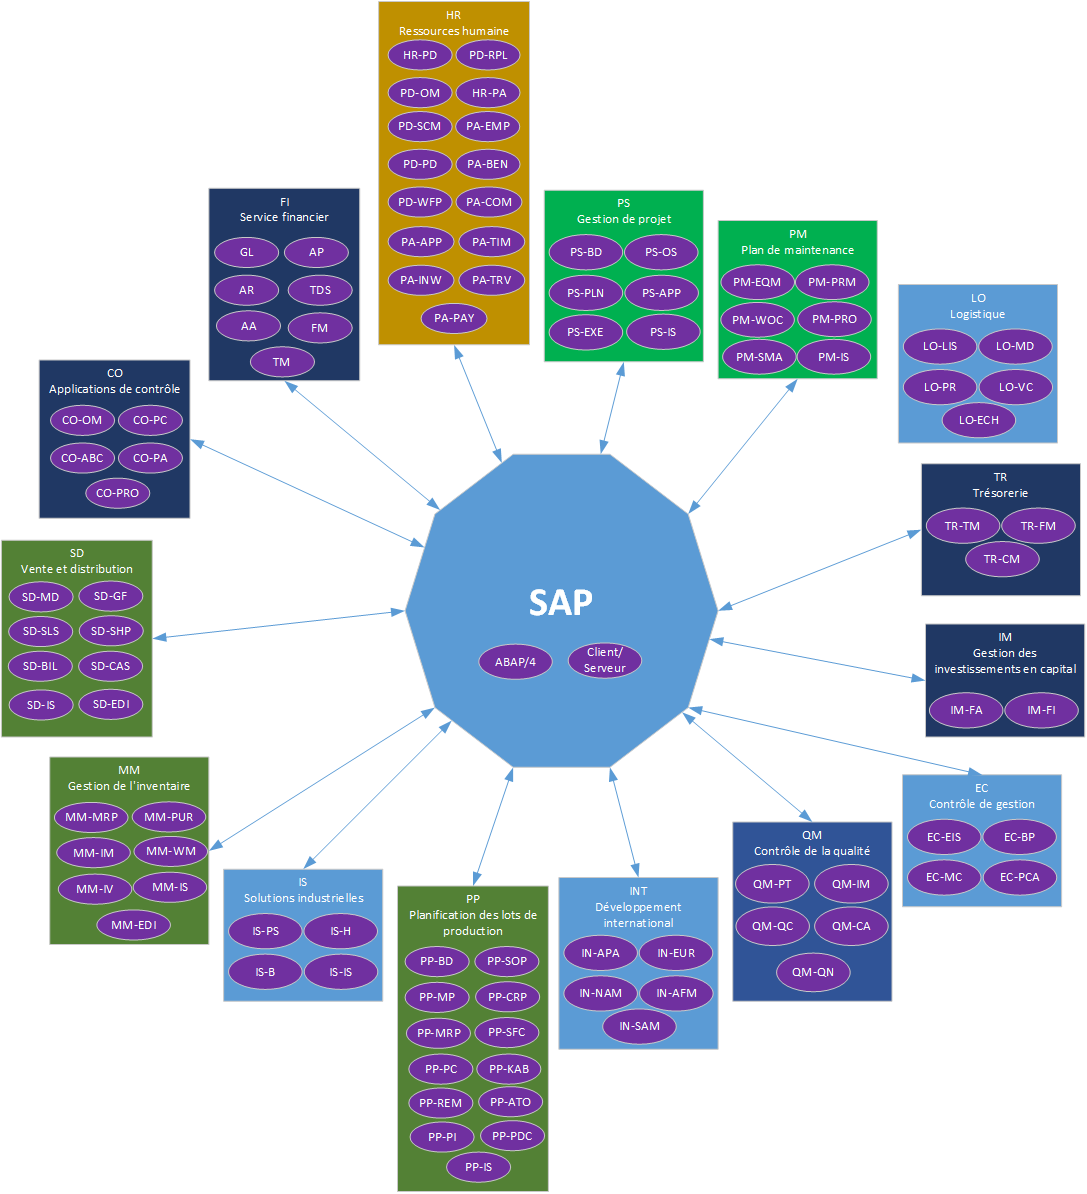 HR
Ressources humaine
HR-PD
PD-RPL
PD-OM
HR-PA
PD-SCM
PA-EMP
PD-PD
PA-BEN
PD-WFP
PA-COM
PA-APP
PA-TIM
PA-INW
PA-TRV
PA-PAY
FI
Service financier
GL
AP
AR
TDS
AA
FM
TM
PS
Gestion de projet
PS-BD
PS-OS
PS-PLN
PS-APP
PS-EXE
PS-IS
PM
Plan de maintenance
PM-EQM
PM-PRM
PM-WOC
PM-PRO
PM-SMA
PM-IS
LO
Logistique
LO-LIS
LO-MD
LO-PR
LO-VC
LO-ECH
CO
Applications de contrôle
CO-OM
CO-PC
CO-ABC
CO-PA
CO-PRO
TR
Trésorerie
TR-TM
TR-FM
TR-CM
SD
Vente et distribution
SD-MD
SD-GF
SD-SLS
SD-SHP
SD-BIL
SD-CAS
SD-IS
SD-EDI
SAP
ABAP/4
Client/
Serveur
IM
Gestion des
investissements en capital
IM-FA
IM-FI
MM
Gestion de l'inventaire
MM-MRP
MM-PUR
MM-IM
MM-WM
MM-IV
MM-IS
MM-EDI
EC
Contrôle de gestion
EC-EIS
EC-BP
EC-MC
EC-PCA
QM
Contrôle de la qualité
QM-PT
QM-IM
QM-QC
QM-CA
QM-QN
IS
Solutions industrielles
IS-PS
IS-H
IS-B
IS-IS
PP
Planification des lots de
production
PP-BD
PP-SOP
PP-MP
PP-CRP
PP-MRP
PP-SFC
PP-PC
PP-KAB
PP-REM
PP-ATO
PP-PI
PP-PDC
PP-IS
INT
Développement
international
IN-APA
IN-EUR
IN-NAM
IN-AFM
IN-SAM